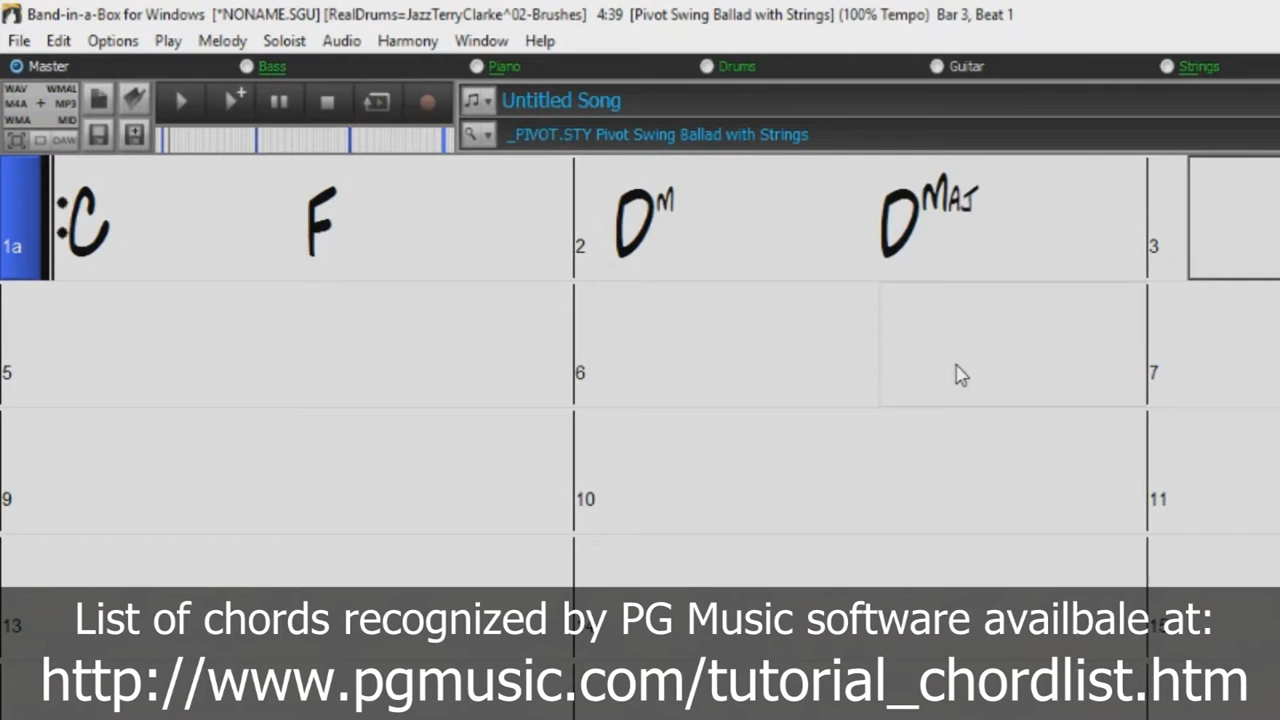 Band-in-a-Box for Windows [*NONAME.SGU] [RealDrums=JazzTerryClarke^02-Brushes] 4:39 [Pivot Swing Ballad with Strings] (100% Tempo) Bar 3, Beat 1
File Edit Options Play Melody Soloist Audio Harmony Window Help
Master Bass Piano Drums Guitar Strings
WAV WMA
M4A + MP3
WMA MID
DAW
Untitled Song
_PIVOT.STY Pivot Swing Ballad with Strings
1a :C F 2 DM DMAJ 3
5 6 7
9 10 11
13
List of chords recognized by PG Music software availbale at:
http://www.pgmusic.com/tutorial_chordlist.htm